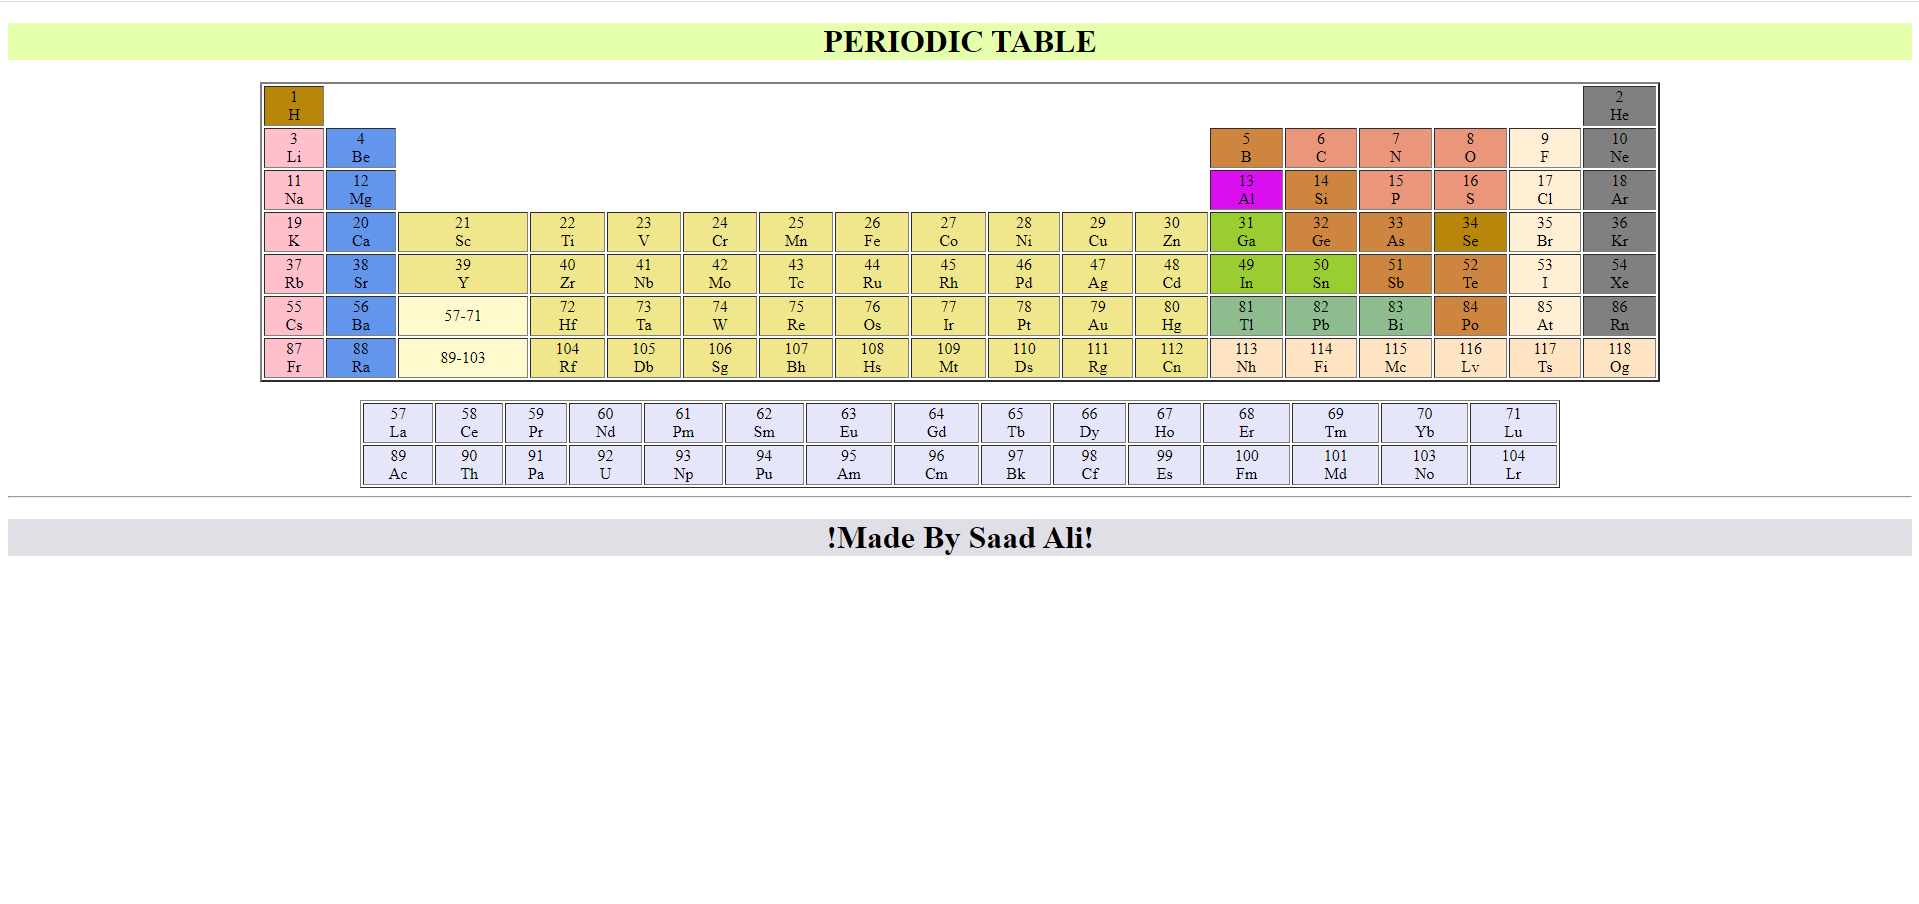 PERIODIC TABLE
1 2
H He
3 4 5 6 7 8 9 10
Li Be B C N O F Ne
11 12 13 14 15 16 17 18
Na Mg Al Si P S Cl Ar
19 20 21 22 23 24 25 26 27 28 29 30 31 32 33 34 35 36
K Ca Sc Ti V Cr Mn Fe Co Ni Cu Zn Ga Ge As Se Br Kr
37 38 39 40 41 42 43 44 45 46 47 48 49 50 51 52 53 54
Rb Sr Y Zr Nb Mo Tc Ru Rh Pd Ag Cd In Sn Sb Te I Xe
55 56 57-71 72 73 74 75 76 77 78 79 80 81 82 83 84 85 86
Cs Ba Hf Ta W Re Os Ir Pt Au Hg Tl Pb Bi Po At Rn
87 88 89-103 104 105 106 107 108 109 110 111 112 113 114 115 116 117 118
Fr Ra Rf Db Sg Bh Hs Mt Ds Rg Cn Nh Fi Mc Lv Ts Og
57 58 59 60 61 62 63 64 65 66 67 68 69 70 71
La Ce Pr Nd Pm Sm Eu Gd Tb Dy Ho Er Tm Yb Lu
89 90 91 92 93 94 95 96 97 98 99 100 101 103 104
Ac Th Pa U Np Pu Am Cm Bk Cf Es Fm Md No Lr
!Made By Saad Ali!